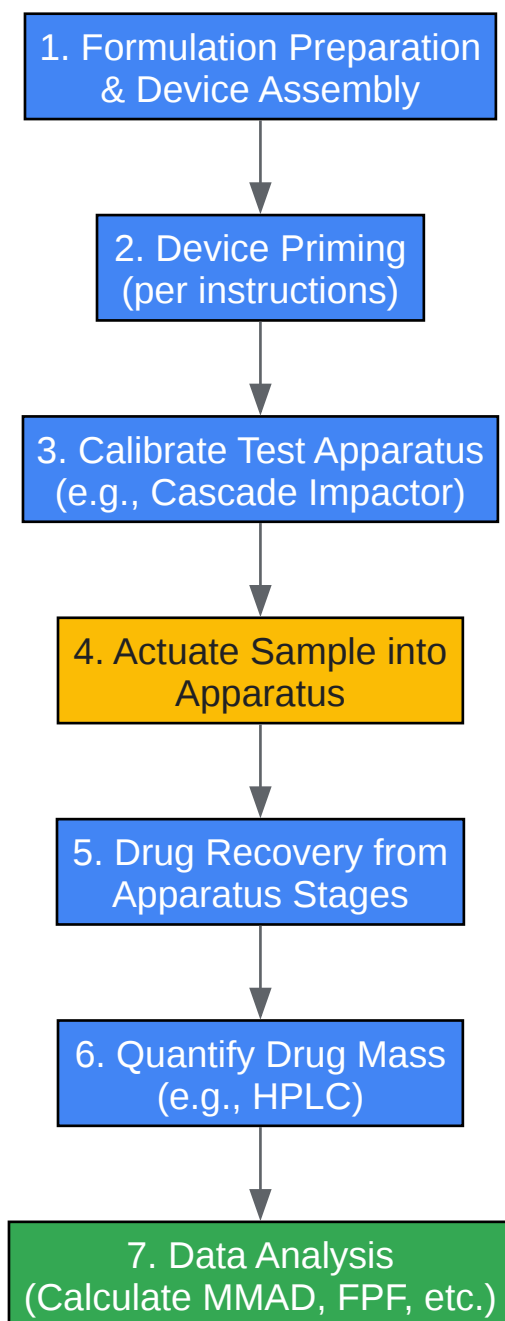 1. Formulation Preparation
& Device Assembly
2. Device Priming
(per instructions)
3. Calibrate Test Apparatus
(e.g., Cascade Impactor)
4. Actuate Sample into
Apparatus
5. Drug Recovery from
Apparatus Stages
6. Quantify Drug Mass
(e.g., HPLC)
7. Data Analysis
(Calculate MMAD, FPF, etc.)